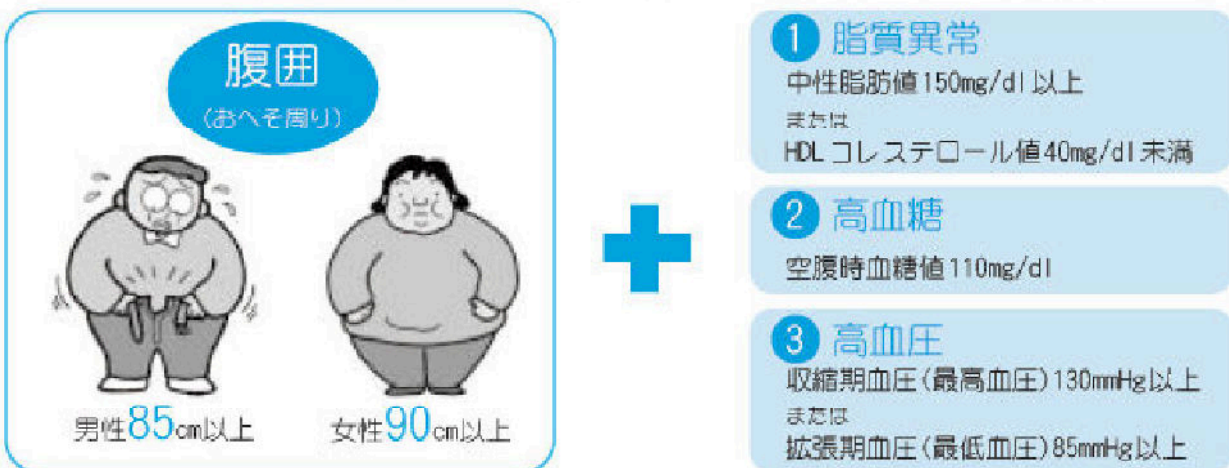 腹囲
(おへそ周り)
男性85cm以上
女性90cm以上
1 脂質異常
中性脂肪値150mg/dl以上
または
HDLコレステロール値40mg/dl未満
2 高血糖
空腹時血糖値110mg/dl
3 高血圧
収縮期血圧(最高血圧)130mmHg以上
または
拡張期血圧(最低血圧)85mmHg以上